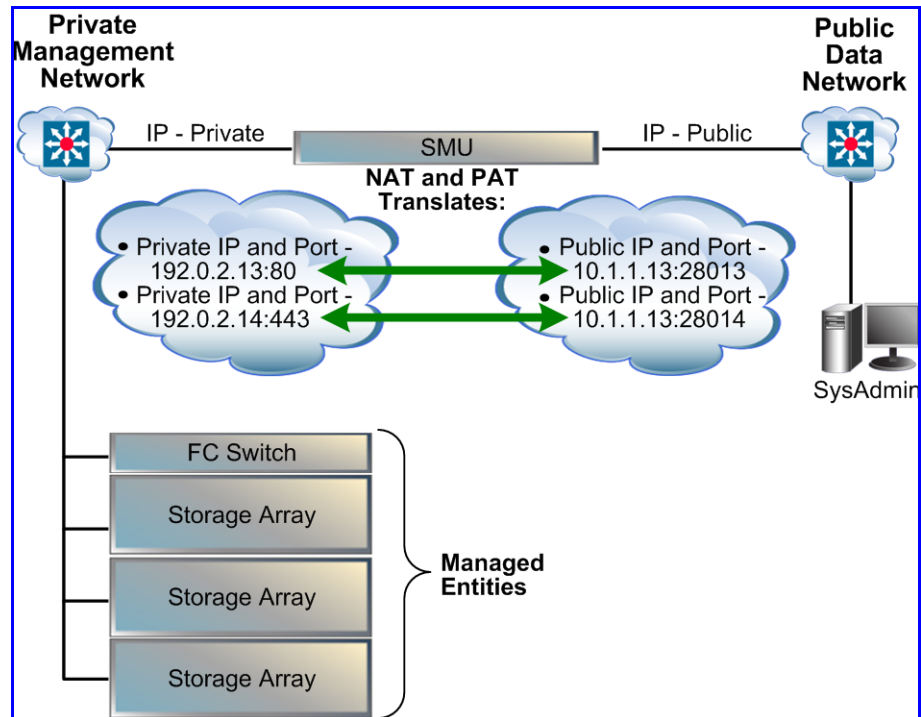 Private
Management
Network
Public
Data
Network
IP - Private
SMU
IP - Public
NAT and PAT
Translates:
• Private IP and Port -
192.0.2.13:80
• Private IP and Port -
192.0.2.14:443
• Public IP and Port -
10.1.1.13:28013
• Public IP and Port -
10.1.1.13:28014
SysAdmin
FC Switch
Storage Array
Storage Array
Storage Array
Managed
Entities